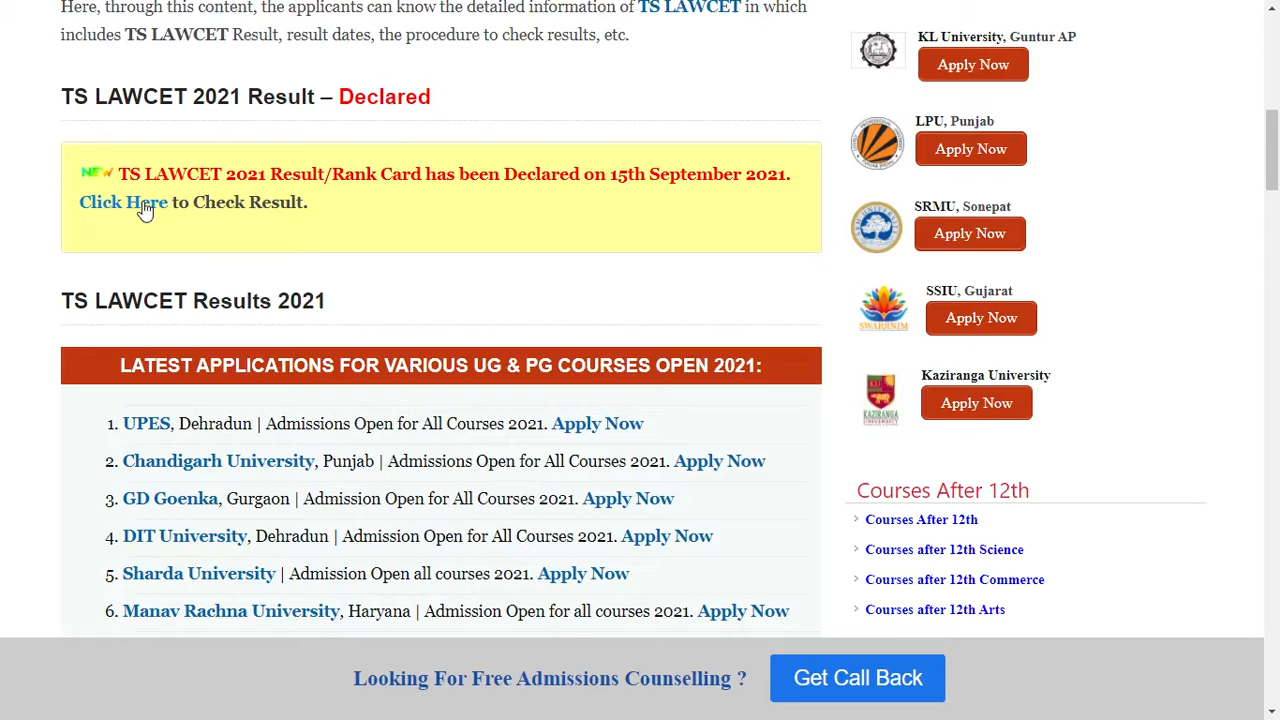 Here, through this content, the applicants can know the detailed information of TS LAWCET in which
includes TS LAWCET Result, result dates, the procedure to check results, etc.
TS LAWCET 2021 Result – Declared
NEW TS LAWCET 2021 Result/Rank Card has been Declared on 15th September 2021.
Click Here to Check Result.
TS LAWCET Results 2021
LATEST APPLICATIONS FOR VARIOUS UG & PG COURSES OPEN 2021:
1. UPES, Dehradun | Admissions Open for All Courses 2021. Apply Now
2. Chandigarh University, Punjab | Admissions Open for All Courses 2021. Apply Now
3. GD Goenka, Gurgaon | Admission Open for All Courses 2021. Apply Now
4. DIT University, Dehradun | Admission Open for All Courses 2021. Apply Now
5. Sharda University | Admission Open all courses 2021. Apply Now
6. Manav Rachna University, Haryana | Admission Open for all courses 2021. Apply Now
KL University, Guntur AP
Apply Now
LPU, Punjab
Apply Now
SRMU, Sonepat
Apply Now
SSIU, Gujarat
Apply Now
SWARNIM
Kaziranga University
Apply Now
KAZIRANGA
UNIVERSITY
Courses After 12th
Courses After 12th
Courses after 12th Science
Courses after 12th Commerce
Courses after 12th Arts
Looking For Free Admissions Counselling ?
Get Call Back